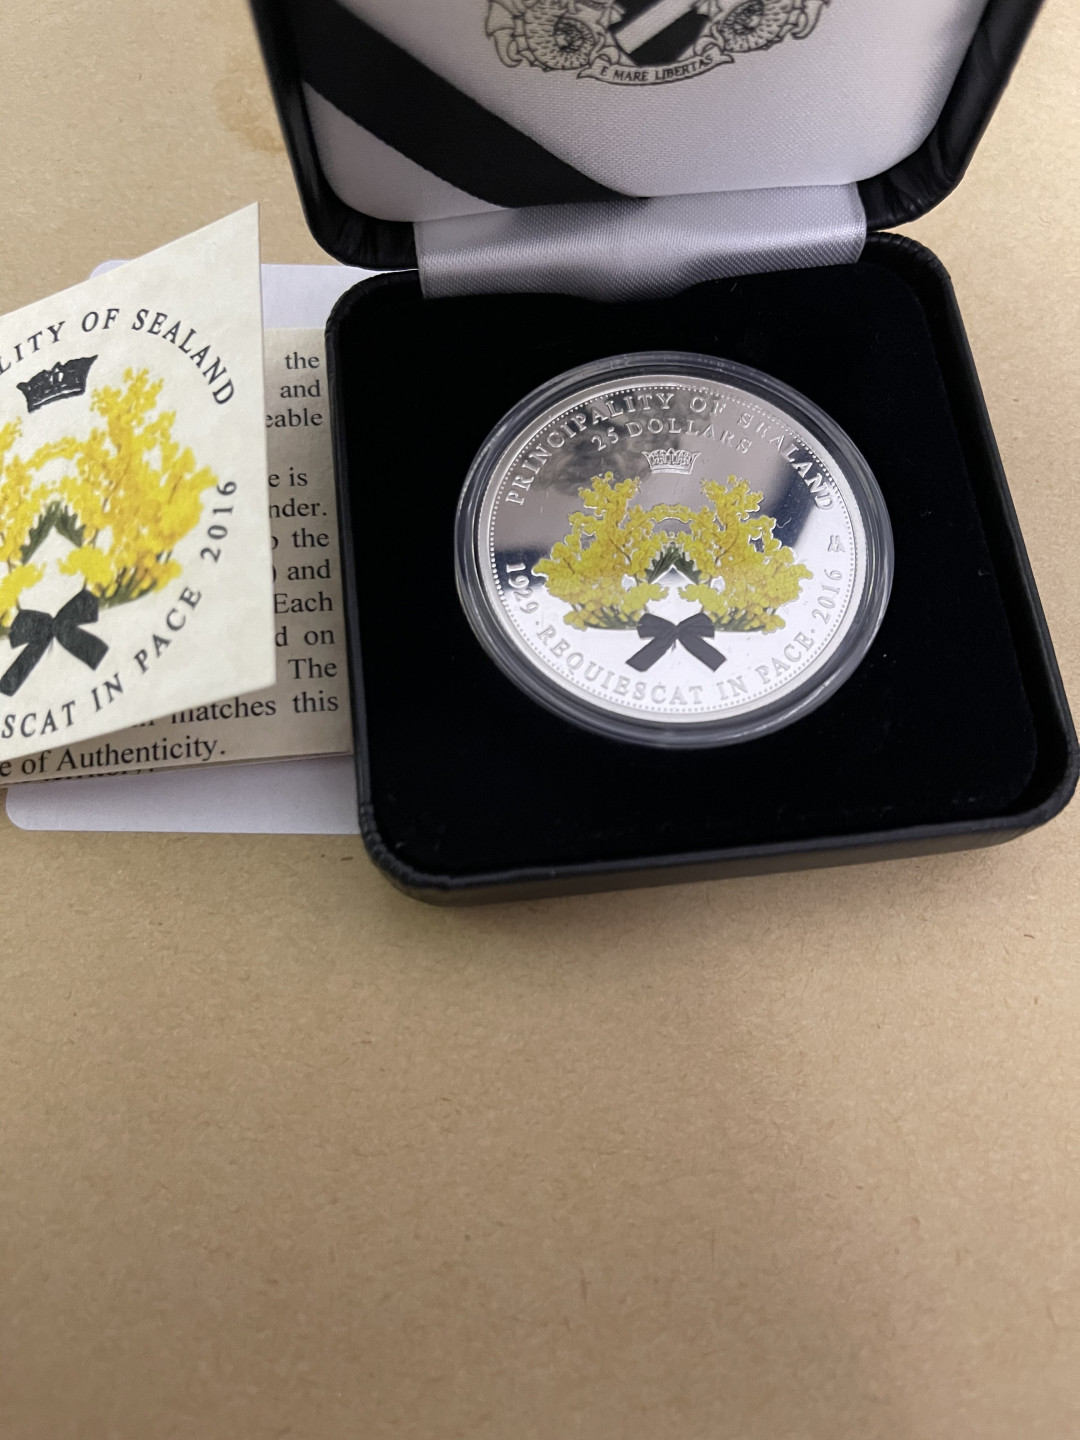 E MARE LIBERTAS
PRINCIPALITY OF SEALAND
25 DOLLARS
1929 · REQUIESCAT IN PACE · 2016
LITY OF SEALAND
SCAT IN PACE 2016
the
and
eable
e is
nder.
the
) and
Each
d on
The
matches this
e of Authenticity.